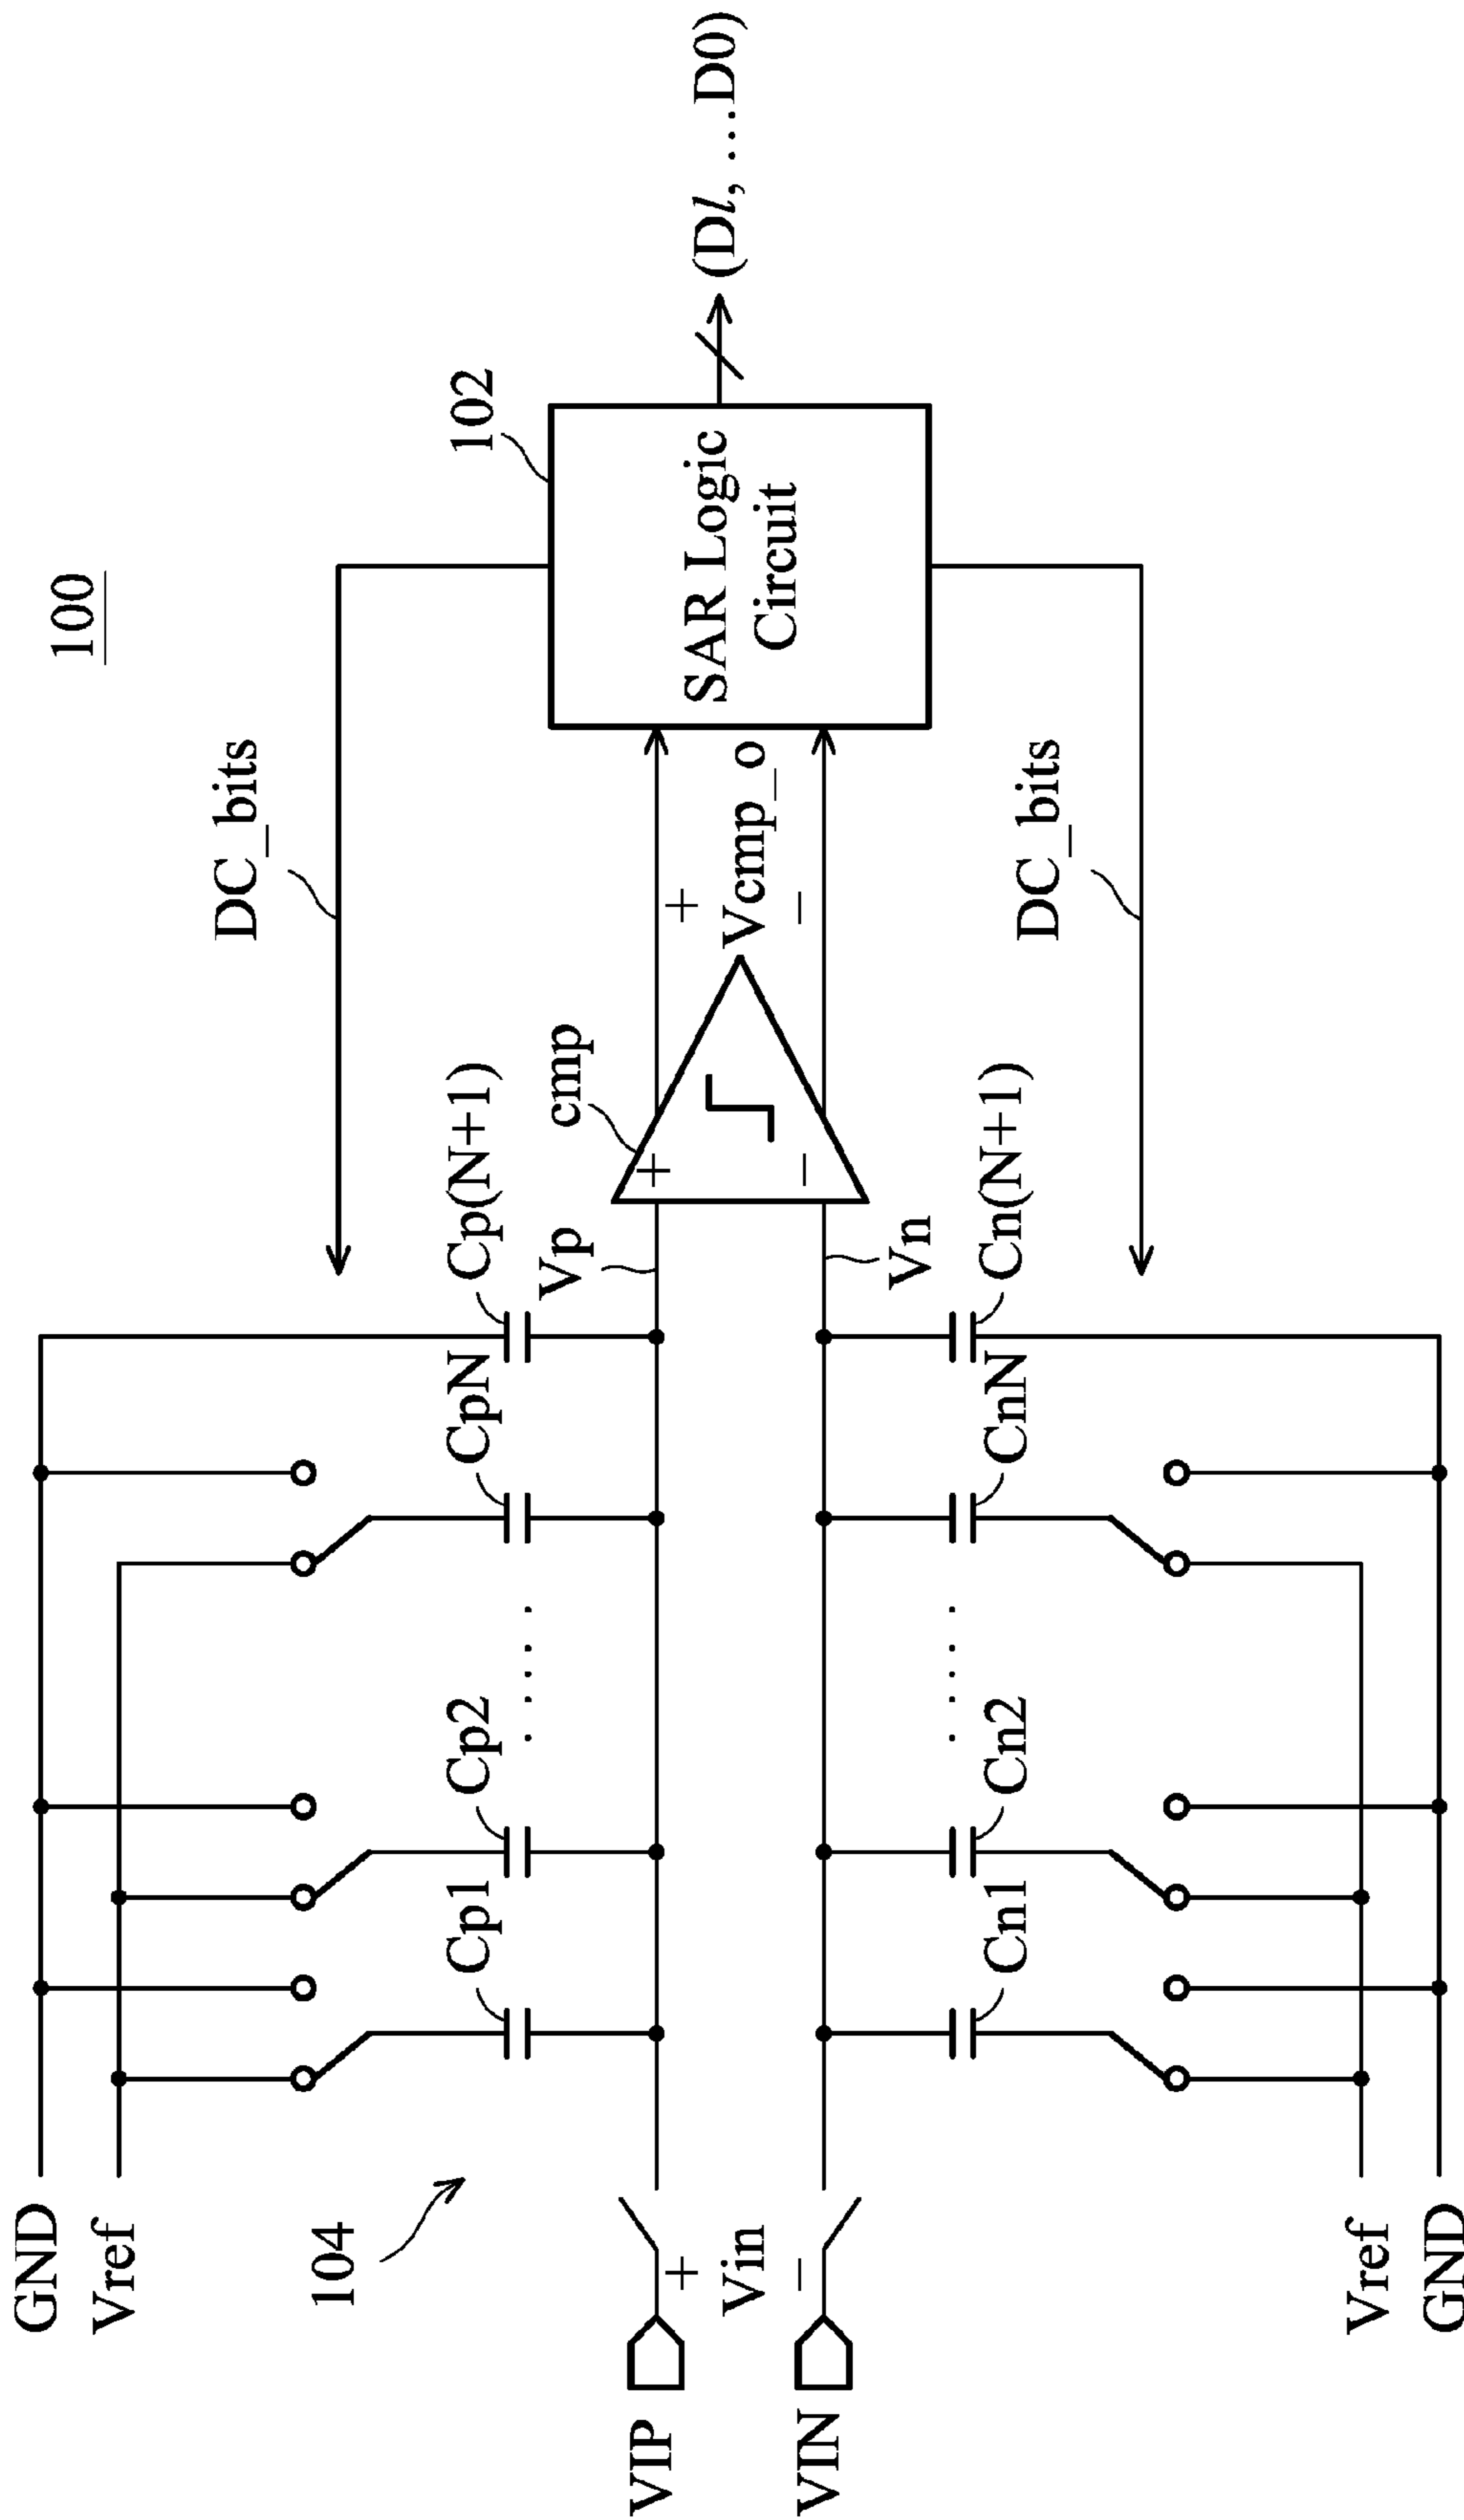 100
GND
Vref
DC_bits
104
Cp1
Cp2
CpN
Cp(N+1)
102
cmp
Vp
+
VIP
+
+
SAR Logic
Circuit
(Dl, ...D0)
Vin
Vcmp_o
VIN
–
–
–
Vn
.....
.....
Cn1
Cn2
CnN
Cn(N+1)
DC_bits
Vref
GND